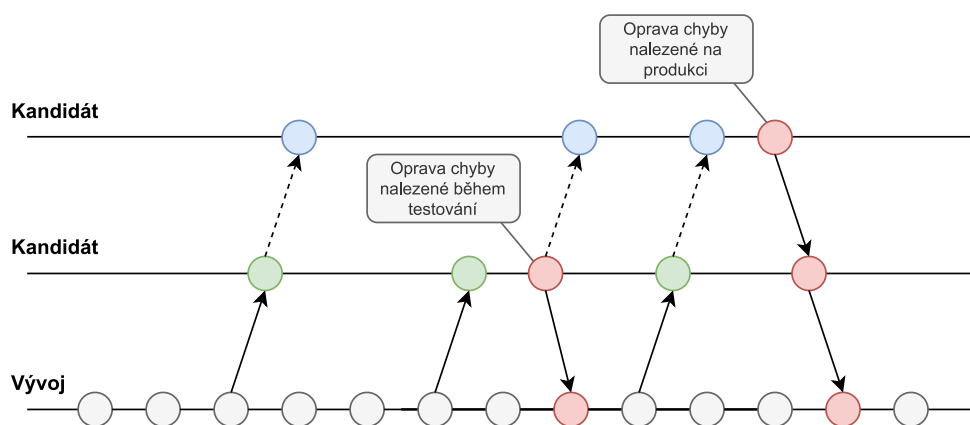 Oprava chyby
nalezené na
produkci
Kandidát
Oprava chyby
nalezené během
testování
Kandidát
Vývoj